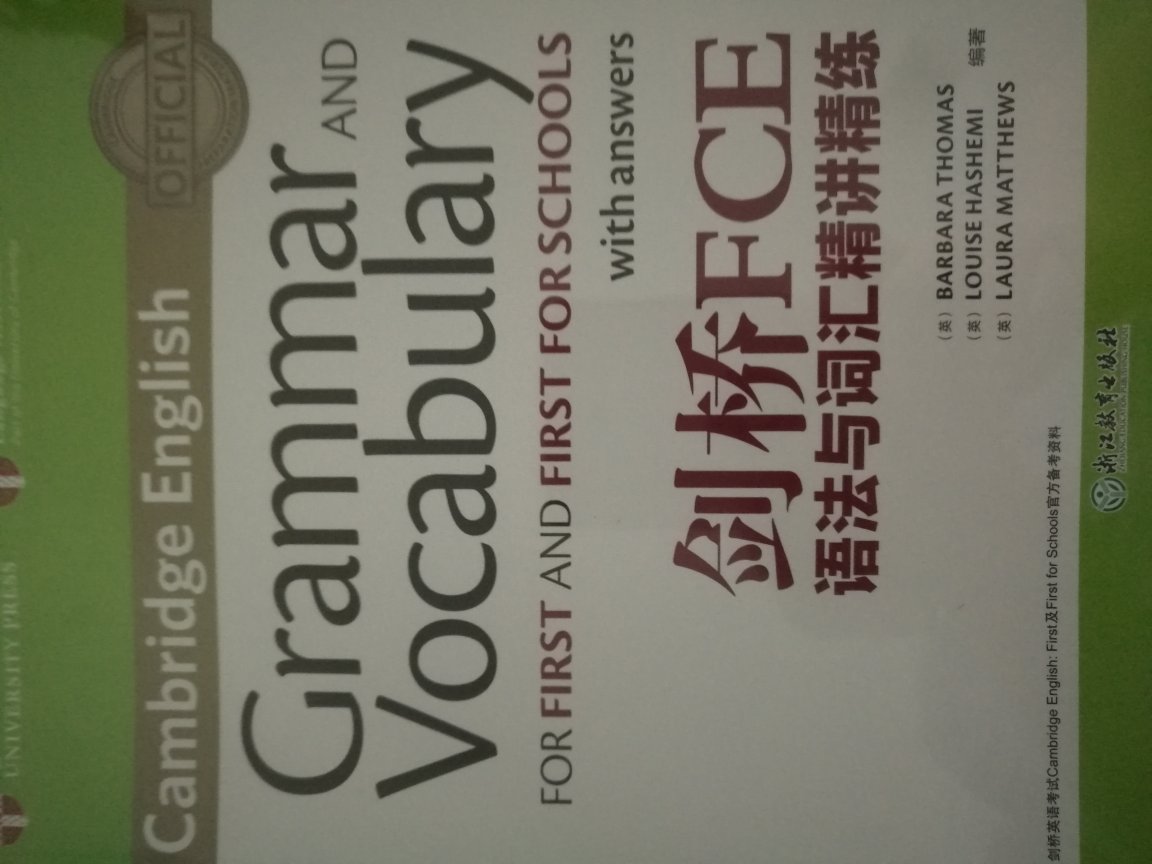 UNIVERSITY PRESS
Cambridge English
OFFICIAL
Grammar AND
Vocabulary
FOR FIRST AND FIRST FOR SCHOOLS
with answers
剑桥FCE
语法与词汇精讲精练
（英）BARBARA THOMAS
（英）LOUISE HASHEMI 编著
（英）LAURA MATTHEWS
剑桥英语考试Cambridge English: First及First for Schools官方备考资料
浙江教育出版社